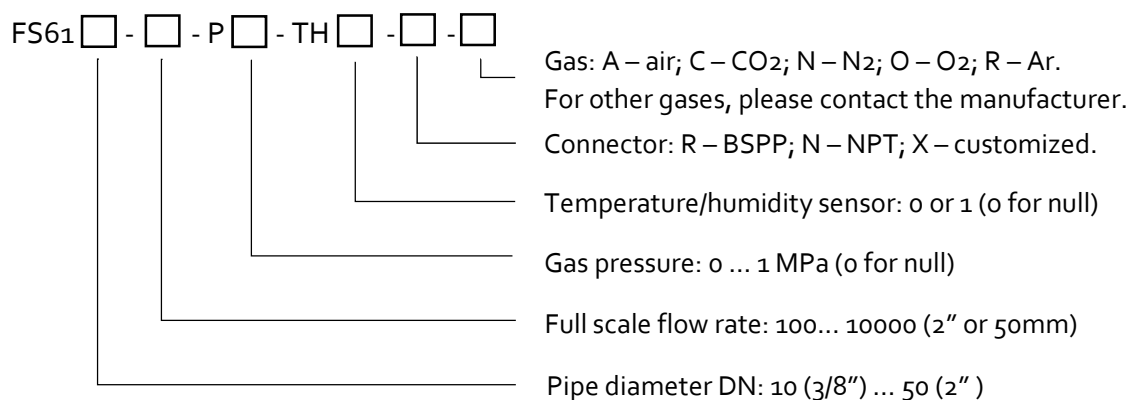 FS61□ - □ - P□ - TH□ - □ - □
Gas: A – air; C – CO2; N – N2; O – O2; R – Ar.
For other gases, please contact the manufacturer.
Connector: R – BSPP; N – NPT; X – customized.
Temperature/humidity sensor: 0 or 1 (0 for null)
Gas pressure: 0 ... 1 MPa (0 for null)
Full scale flow rate: 100... 10000 (2” or 50mm)
Pipe diameter DN: 10 (3/8”) ... 50 (2” )